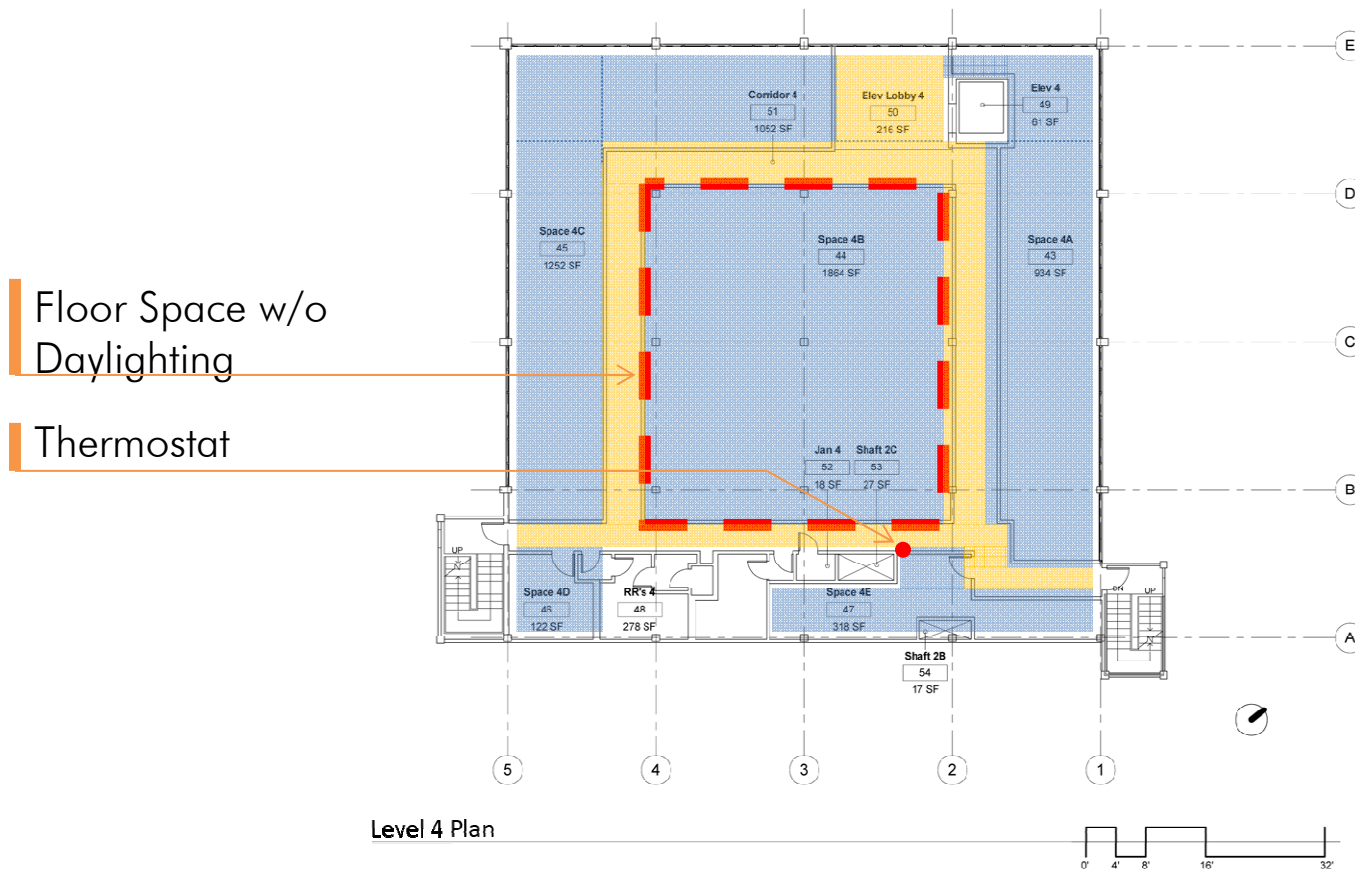 E
Corridor 4
51
1052 SF
Elev Lobby 4
50
216 SF
Elev 4
49
61 SF
D
Space 4C
45
1252 SF
Space 4B
44
1864 SF
Space 4A
43
934 SF
Floor Space w/o
Daylighting
C
Thermostat
Jan 4
52
18 SF
Shaft 2C
53
27 SF
B
UP
Space 4D
46
122 SF
RR's 4
48
278 SF
Space 4E
47
318 SF
DN
UP
A
Shaft 2B
54
17 SF
5
4
3
2
1
Level 4 Plan
0'
4'
8'
16'
32'